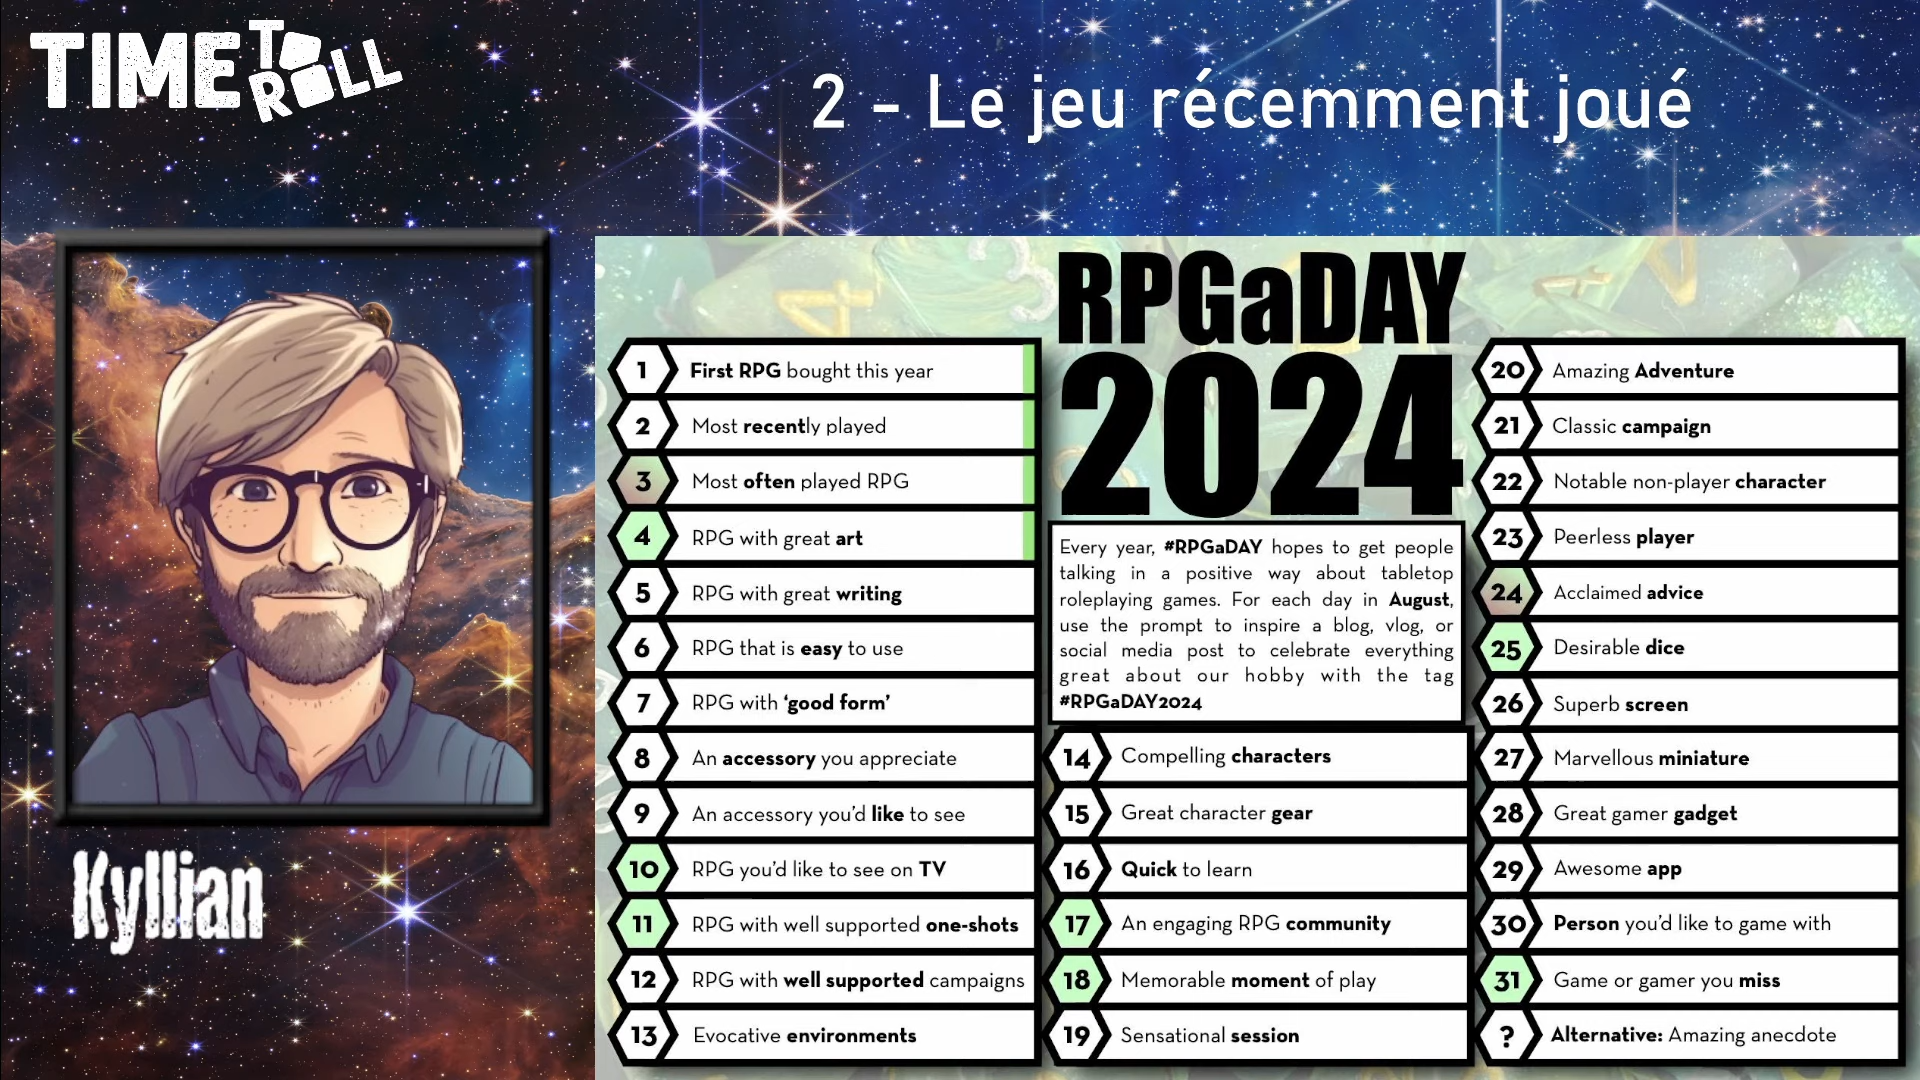 TIME TO ROLL
2 - Le jeu récemment joué
Kyllian
RPGaDAY
2024
Every year, #RPGaDAY hopes to get people
talking in a positive way about tabletop
roleplaying games. For each day in August,
use the prompt to inspire a blog, vlog, or
social media post to celebrate everything
great about our hobby with the tag
#RPGaDAY2024
1 First RPG bought this year
2 Most recently played
3 Most often played RPG
4 RPG with great art
5 RPG with great writing
6 RPG that is easy to use
7 RPG with ‘good form’
8 An accessory you appreciate
9 An accessory you’d like to see
10 RPG you’d like to see on TV
11 RPG with well supported one-shots
12 RPG with well supported campaigns
13 Evocative environments
14 Compelling characters
15 Great character gear
16 Quick to learn
17 An engaging RPG community
18 Memorable moment of play
19 Sensational session
20 Amazing Adventure
21 Classic campaign
22 Notable non-player character
23 Peerless player
24 Acclaimed advice
25 Desirable dice
26 Superb screen
27 Marvellous miniature
28 Great gamer gadget
29 Awesome app
30 Person you’d like to game with
31 Game or gamer you miss
? Alternative: Amazing anecdote